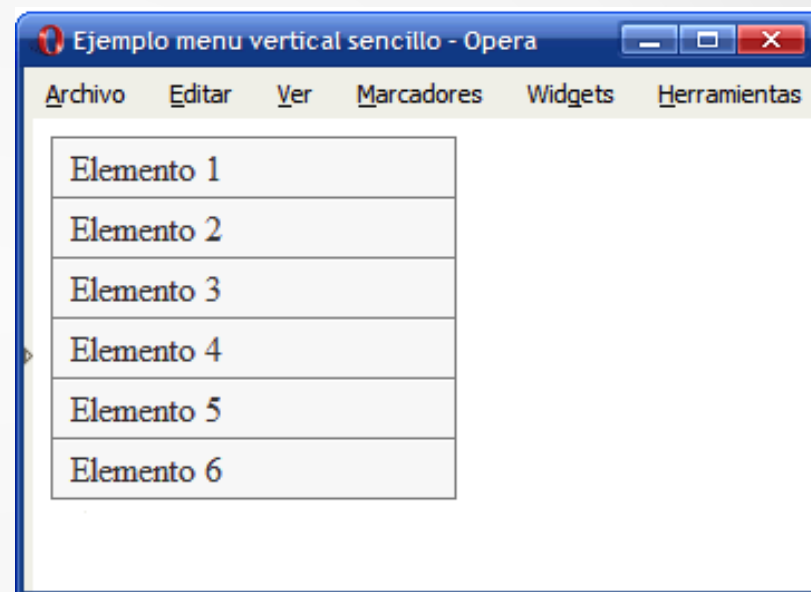 Ejemplo menu vertical sencillo - Opera
Archivo Editar Ver Marcadores Widgets Herramientas
Elemento 1
Elemento 2
Elemento 3
Elemento 4
Elemento 5
Elemento 6